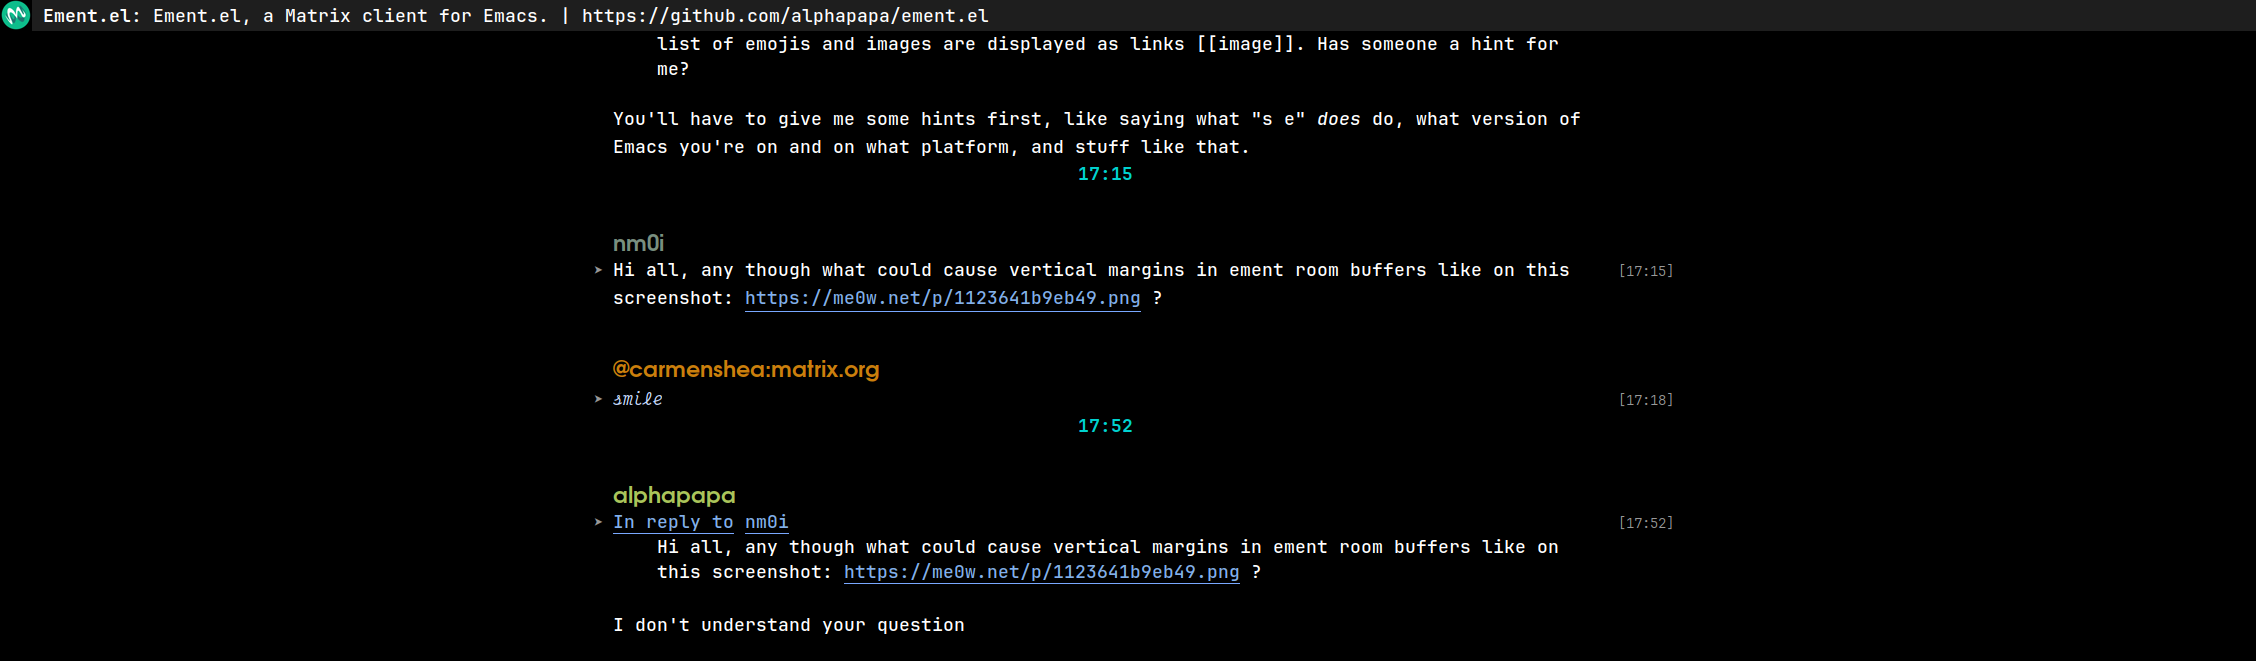 Ement.el: Ement.el, a Matrix client for Emacs. | https://github.com/alphapapa/ement.el
list of emojis and images are displayed as links [[image]]. Has someone a hint for
me?
You'll have to give me some hints first, like saying what "s e" does do, what version of
Emacs you're on and on what platform, and stuff like that.
17:15
nm0i
➤ Hi all, any though what could cause vertical margins in ement room buffers like on this [17:15]
screenshot: https://me0w.net/p/1123641b9eb49.png ?
@carmenshea:matrix.org
➤ smile [17:18]
17:52
alphapapa
➤ In reply to nm0i [17:52]
Hi all, any though what could cause vertical margins in ement room buffers like on
this screenshot: https://me0w.net/p/1123641b9eb49.png ?
I don't understand your question